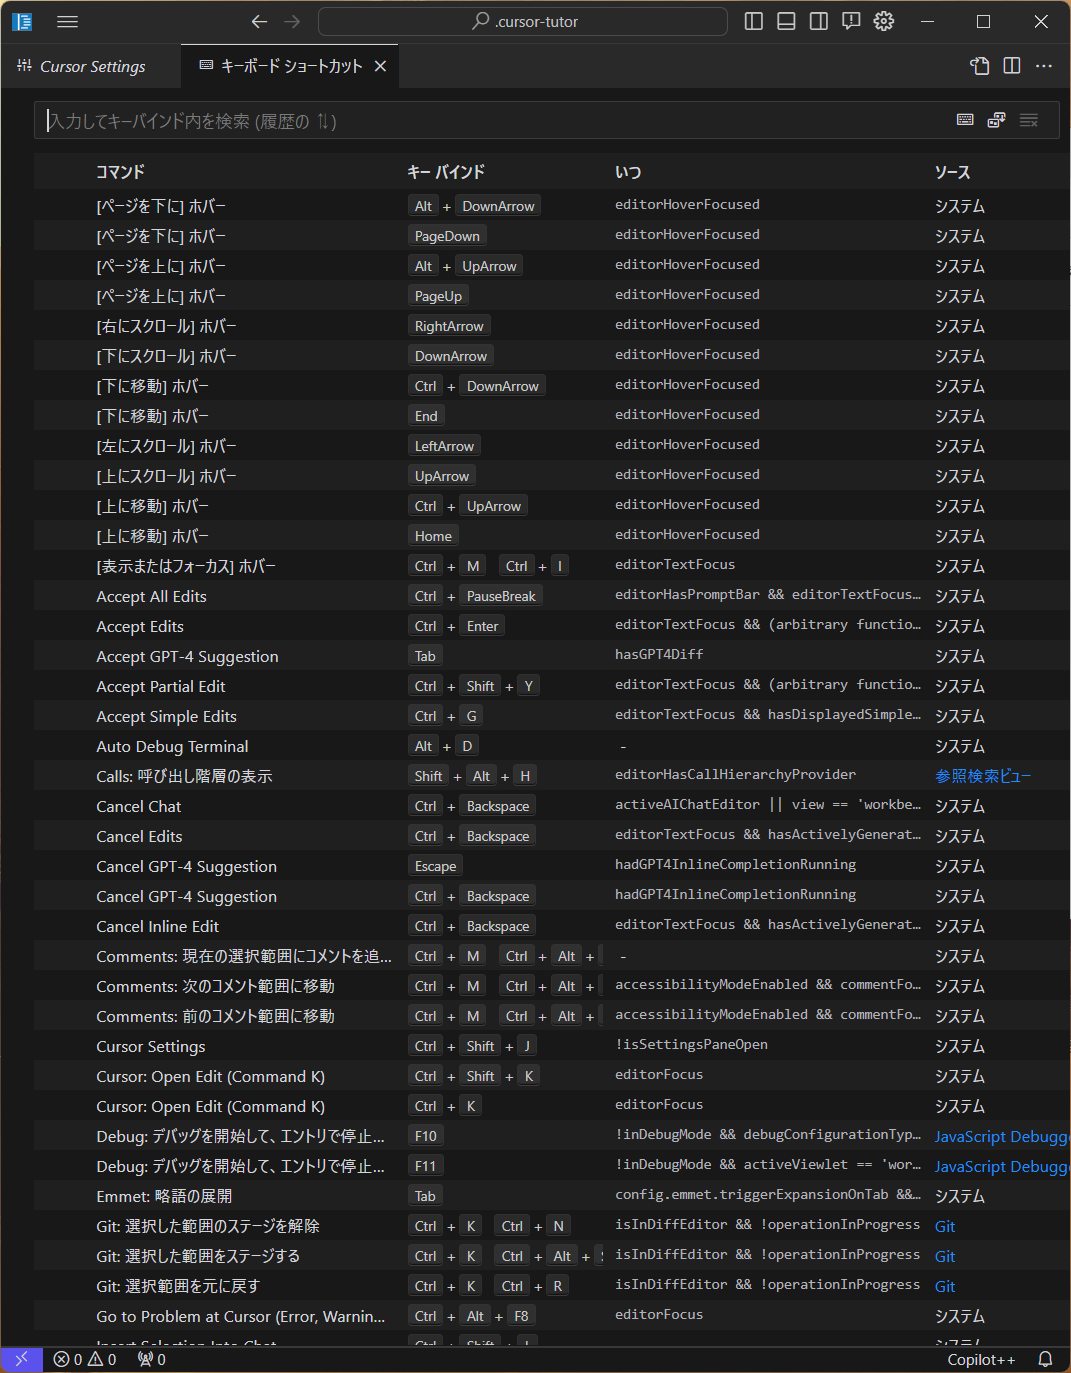 .cursor-tutor
Cursor Settings
キーボード ショートカット
入力してキーバインド内を検索 (履歴の ⇅)
コマンド キー バインド いつ ソース
[ページを下に] ホバー Alt + DownArrow editorHoverFocused システム
[ページを下に] ホバー PageDown editorHoverFocused システム
[ページを上に] ホバー Alt + UpArrow editorHoverFocused システム
[ページを上に] ホバー PageUp editorHoverFocused システム
[右にスクロール] ホバー RightArrow editorHoverFocused システム
[下にスクロール] ホバー DownArrow editorHoverFocused システム
[下に移動] ホバー Ctrl + DownArrow editorHoverFocused システム
[下に移動] ホバー End editorHoverFocused システム
[左にスクロール] ホバー LeftArrow editorHoverFocused システム
[上にスクロール] ホバー UpArrow editorHoverFocused システム
[上に移動] ホバー Ctrl + UpArrow editorHoverFocused システム
[上に移動] ホバー Home editorHoverFocused システム
[表示またはフォーカス] ホバー Ctrl + M Ctrl + I editorTextFocus システム
Accept All Edits Ctrl + PauseBreak editorHasPromptBar && editorTextFocus... システム
Accept Edits Ctrl + Enter editorTextFocus && (arbitrary functio... システム
Accept GPT-4 Suggestion Tab hasGPT4Diff システム
Accept Partial Edit Ctrl + Shift + Y editorTextFocus && (arbitrary functio... システム
Accept Simple Edits Ctrl + G editorTextFocus && hasDisplayedSimple... システム
Auto Debug Terminal Alt + D - システム
Calls: 呼び出し階層の表示 Shift + Alt + H editorHasCallHierarchyProvider 参照検索ビュー
Cancel Chat Ctrl + Backspace activeAIChatEditor || view == 'workbe... システム
Cancel Edits Ctrl + Backspace editorTextFocus && hasActivelyGenerat... システム
Cancel GPT-4 Suggestion Escape hadGPT4InlineCompletionRunning システム
Cancel GPT-4 Suggestion Ctrl + Backspace hadGPT4InlineCompletionRunning システム
Cancel Inline Edit Ctrl + Backspace editorTextFocus && hasActivelyGenerat... システム
Comments: 現在の選択範囲にコメントを追... Ctrl + M Ctrl + Alt + - システム
Comments: 次のコメント範囲に移動 Ctrl + M Ctrl + Alt + accessibilityModeEnabled && commentFo... システム
Comments: 前のコメント範囲に移動 Ctrl + M Ctrl + Alt + accessibilityModeEnabled && commentFo... システム
Cursor Settings Ctrl + Shift + J !isSettingsPaneOpen システム
Cursor: Open Edit (Command K) Ctrl + Shift + K editorFocus システム
Cursor: Open Edit (Command K) Ctrl + K editorFocus システム
Debug: デバッグを開始して、エントリで停止... F10 !inDebugMode && debugConfigurationTyp... JavaScript Debugge
Debug: デバッグを開始して、エントリで停止... F11 !inDebugMode && activeViewlet == 'wor... JavaScript Debugge
Emmet: 略語の展開 Tab config.emmet.triggerExpansionOnTab &&... システム
Git: 選択した範囲のステージを解除 Ctrl + K Ctrl + N isInDiffEditor && !operationInProgress Git
Git: 選択した範囲をステージする Ctrl + K Ctrl + Alt + isInDiffEditor && !operationInProgress Git
Git: 選択範囲を元に戻す Ctrl + K Ctrl + R isInDiffEditor && !operationInProgress Git
Go to Problem at Cursor (Error, Warnin... Ctrl + Alt + F8 editorFocus システム
0 0 0 Copilot++